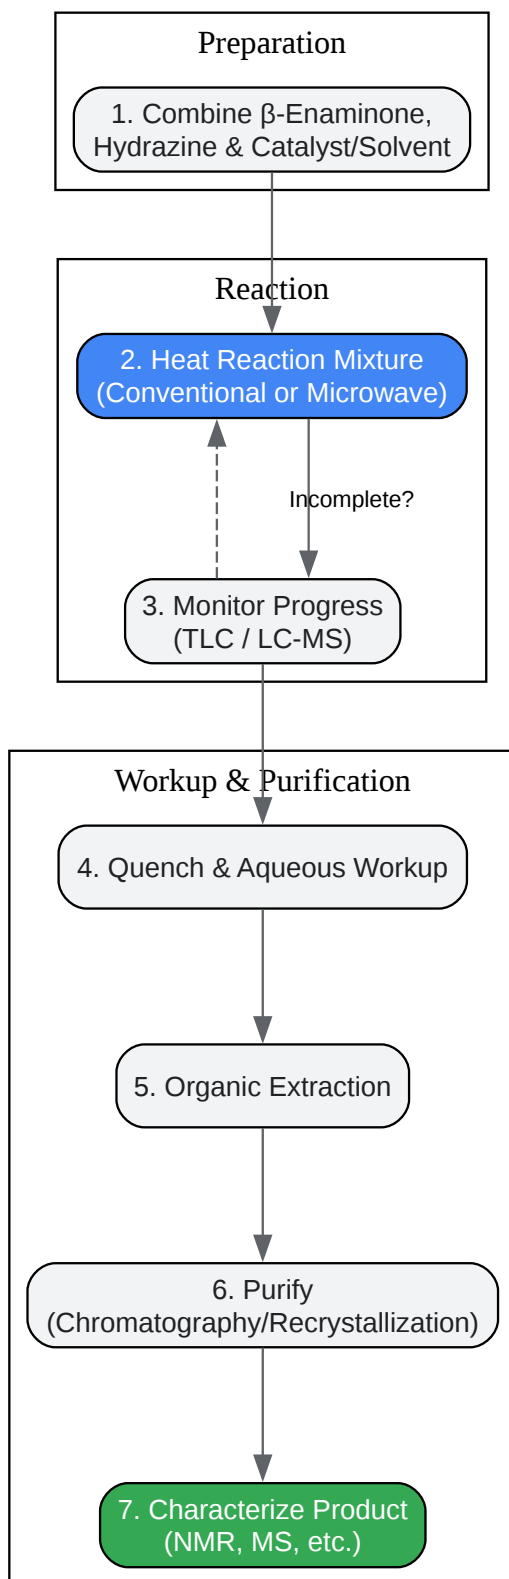 Preparation
1. Combine β-Enaminone,
Hydrazine & Catalyst/Solvent
Reaction
2. Heat Reaction Mixture
(Conventional or Microwave)
Incomplete?
3. Monitor Progress
(TLC / LC-MS)
Workup & Purification
4. Quench & Aqueous Workup
5. Organic Extraction
6. Purify
(Chromatography/Recrystallization)
7. Characterize Product
(NMR, MS, etc.)